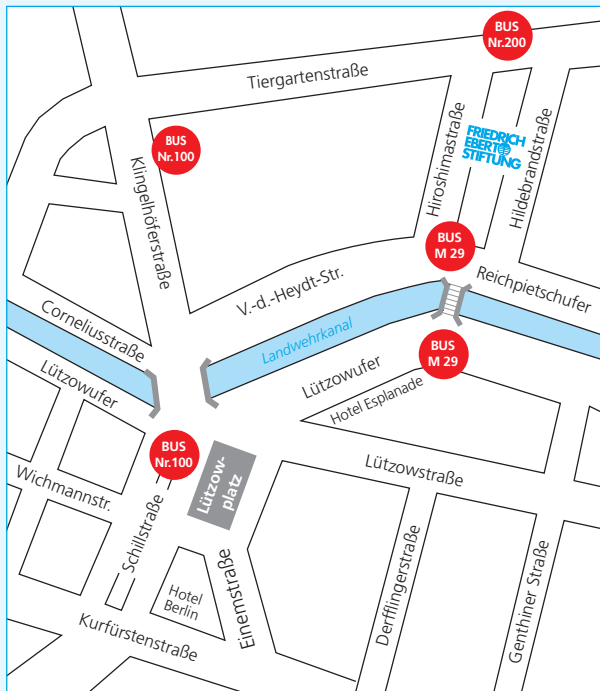 BUS
Nr.200
Tiergartenstraße
BUS
Nr.100
FRIEDRICH
EBERT
STIFTUNG
Klingelhöferstraße
Hiroshimastraße
Hildebrandstraße
BUS
M 29
V.-d.-Heydt-Str.
Reichpietschufer
Corneliusstraße
Landwehrkanal
BUS
M 29
Lützowufer
Lützowufer
Hotel Esplanade
BUS
Nr.100
Lützowstraße
Wichmannstr.
Lützow-
platz
Schillstraße
Hotel
Berlin
Einemstraße
Derfflingerstraße
Genthiner Straße
Kurfürstenstraße